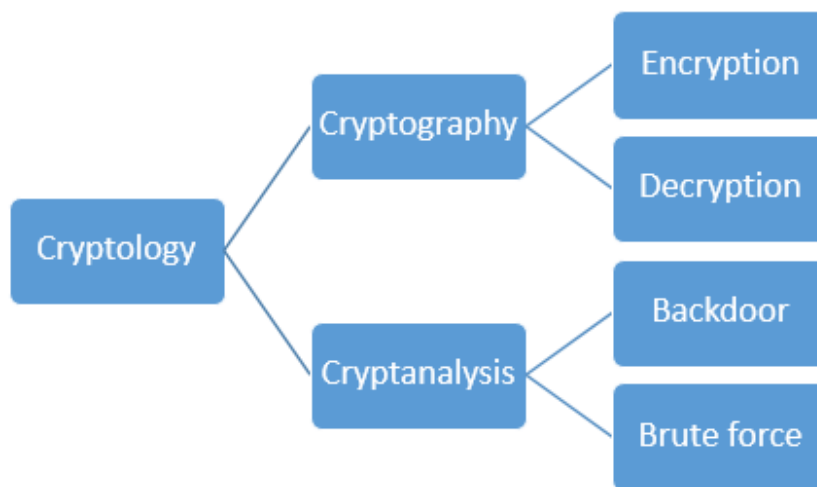 Cryptology
Cryptography
Encryption
Decryption
Cryptanalysis
Backdoor
Brute force